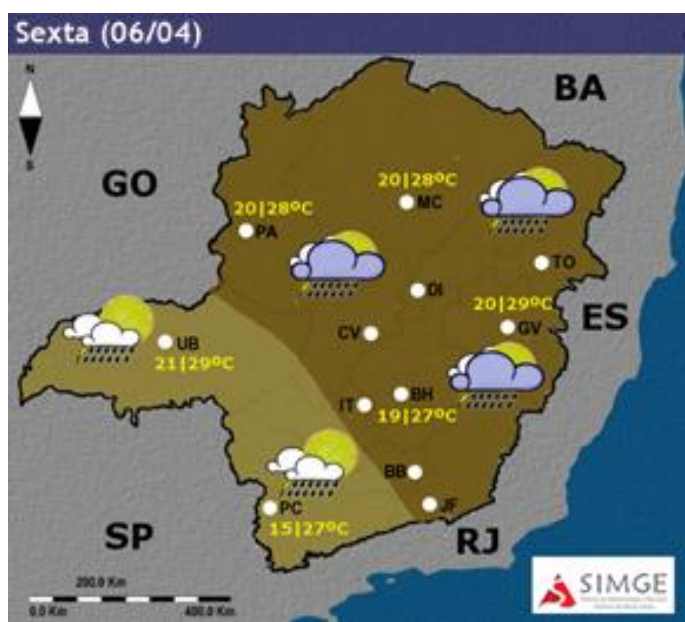 Sexta (06/04)
N
S
BA
GO
20|28ºC
MC
20|28ºC
PA
TO
DI
20|29ºC
GV
ES
CV
UB
21|29ºC
BH
IT
19|27ºC
BB
PC
JF
15|27ºC
SP
RJ
200.0 Km
0.0 Km
400.0 Km
SIMGE